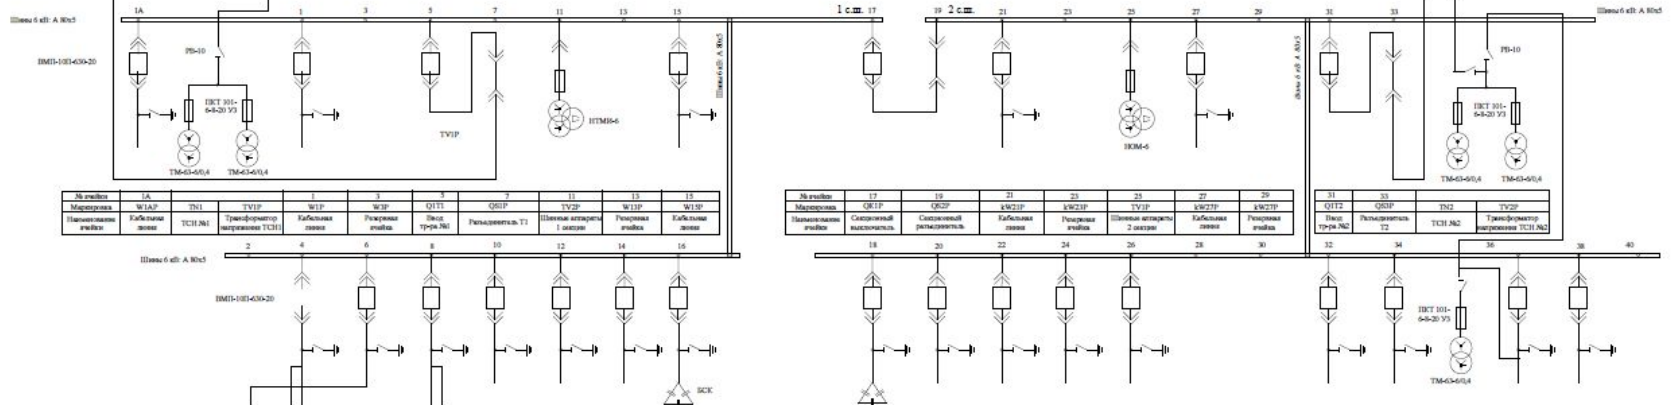 1А 1 3 5 7 11 13 15 1 с.ш. 17 19 2 с.ш. 21 23 25 27 29 31 33
Шины 6 кВ: А 80х5
Шины 6 кВ: А 80х5
РВ-10
ВМП-10П-630-20
ПКТ 101-
6-8-20 У3
ТМ-63-6/0,4
ТМ-63-6/0,4
TV1P
НТМИ-6
Шины 6 кВ: А 80х5
НОМ-6
РВ-10
ПКТ 101-
6-8-20 У3
ТМ-63-6/0,4
ТМ-63-6/0,4
№ ячейки 1А 1 3 5 7 11 13 15
Маркировка W1AP TN1 TV1P W1P W3P Q1T1 QS1P TV2P W13P W15P
Наименование ячейки Кабельная линия ТСН №1 Трансформатор напряжения ТСН1 Кабельная линия Резервная ячейка Ввод тр-ра №1 Разъединитель Т1 Шинные аппараты 1 секции Резервная ячейка Кабельная линия
№ ячейки 17 19 21 23 25 27 29
Маркировка QK1P QS2P kW21P kW23P TV1P kW27P kW27P
Наименование ячейки Секционный выключатель Секционный разъединитель Кабельная линия Резервная ячейка Шинные аппараты 2 секции Кабельная линия Резервная ячейка
31 33
Q1T2 QS3P TN2 TV2P
Ввод тр-ра №2 Разъединитель Т2 ТСН №2 Трансформатор напряжения ТСН №2
2 4 6 8 10 12 14 16 18 20 22 24 26 28 30 32 34 36 38 40
Шины 6 кВ: А 80х5
ВМП-10П-630-20
БСК
ПКТ 101-
6-8-20 У3
ТМ-63-6/0,4